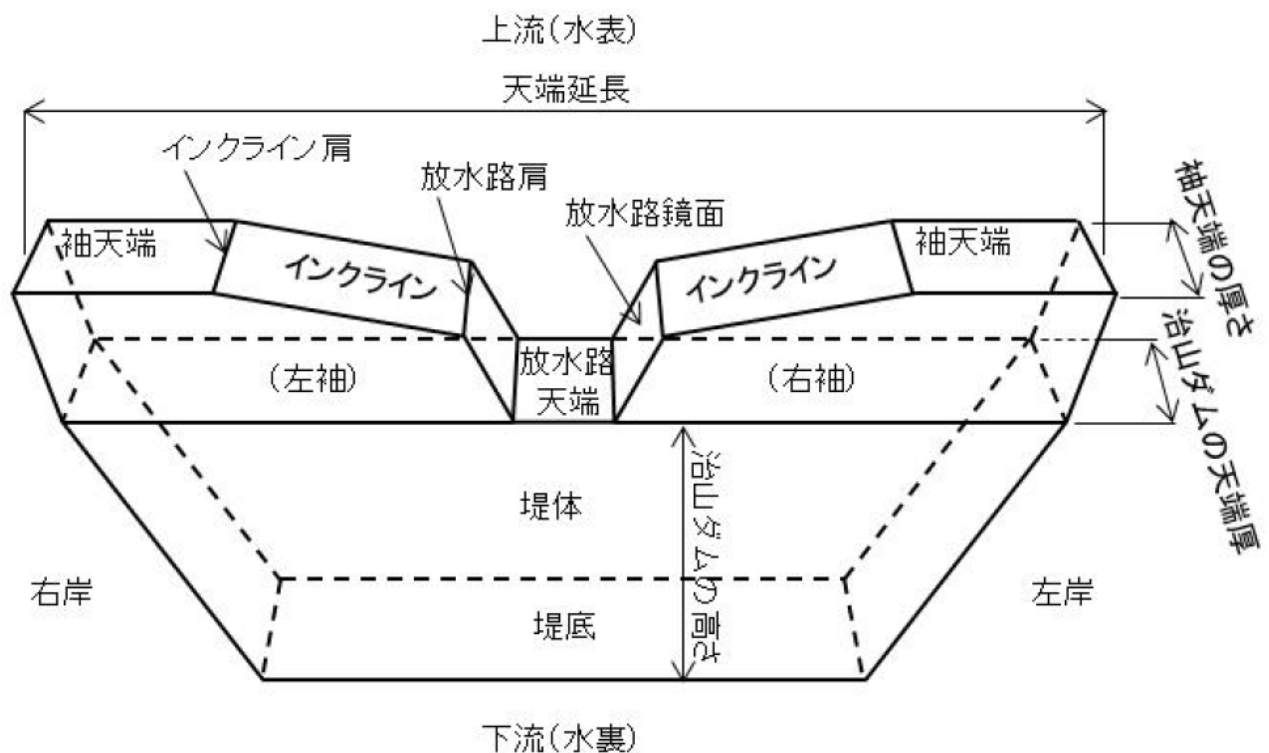 上流(水表)
天端延長
インクライン肩
放水路肩
放水路鏡面
袖天端の厚さ
袖天端
インクライン
インクライン
袖天端
(左袖)
放水路
天端
(右袖)
治山ダムの天端厚
堤体
治山ダムの高さ
右岸
左岸
堤底
下流(水裏)